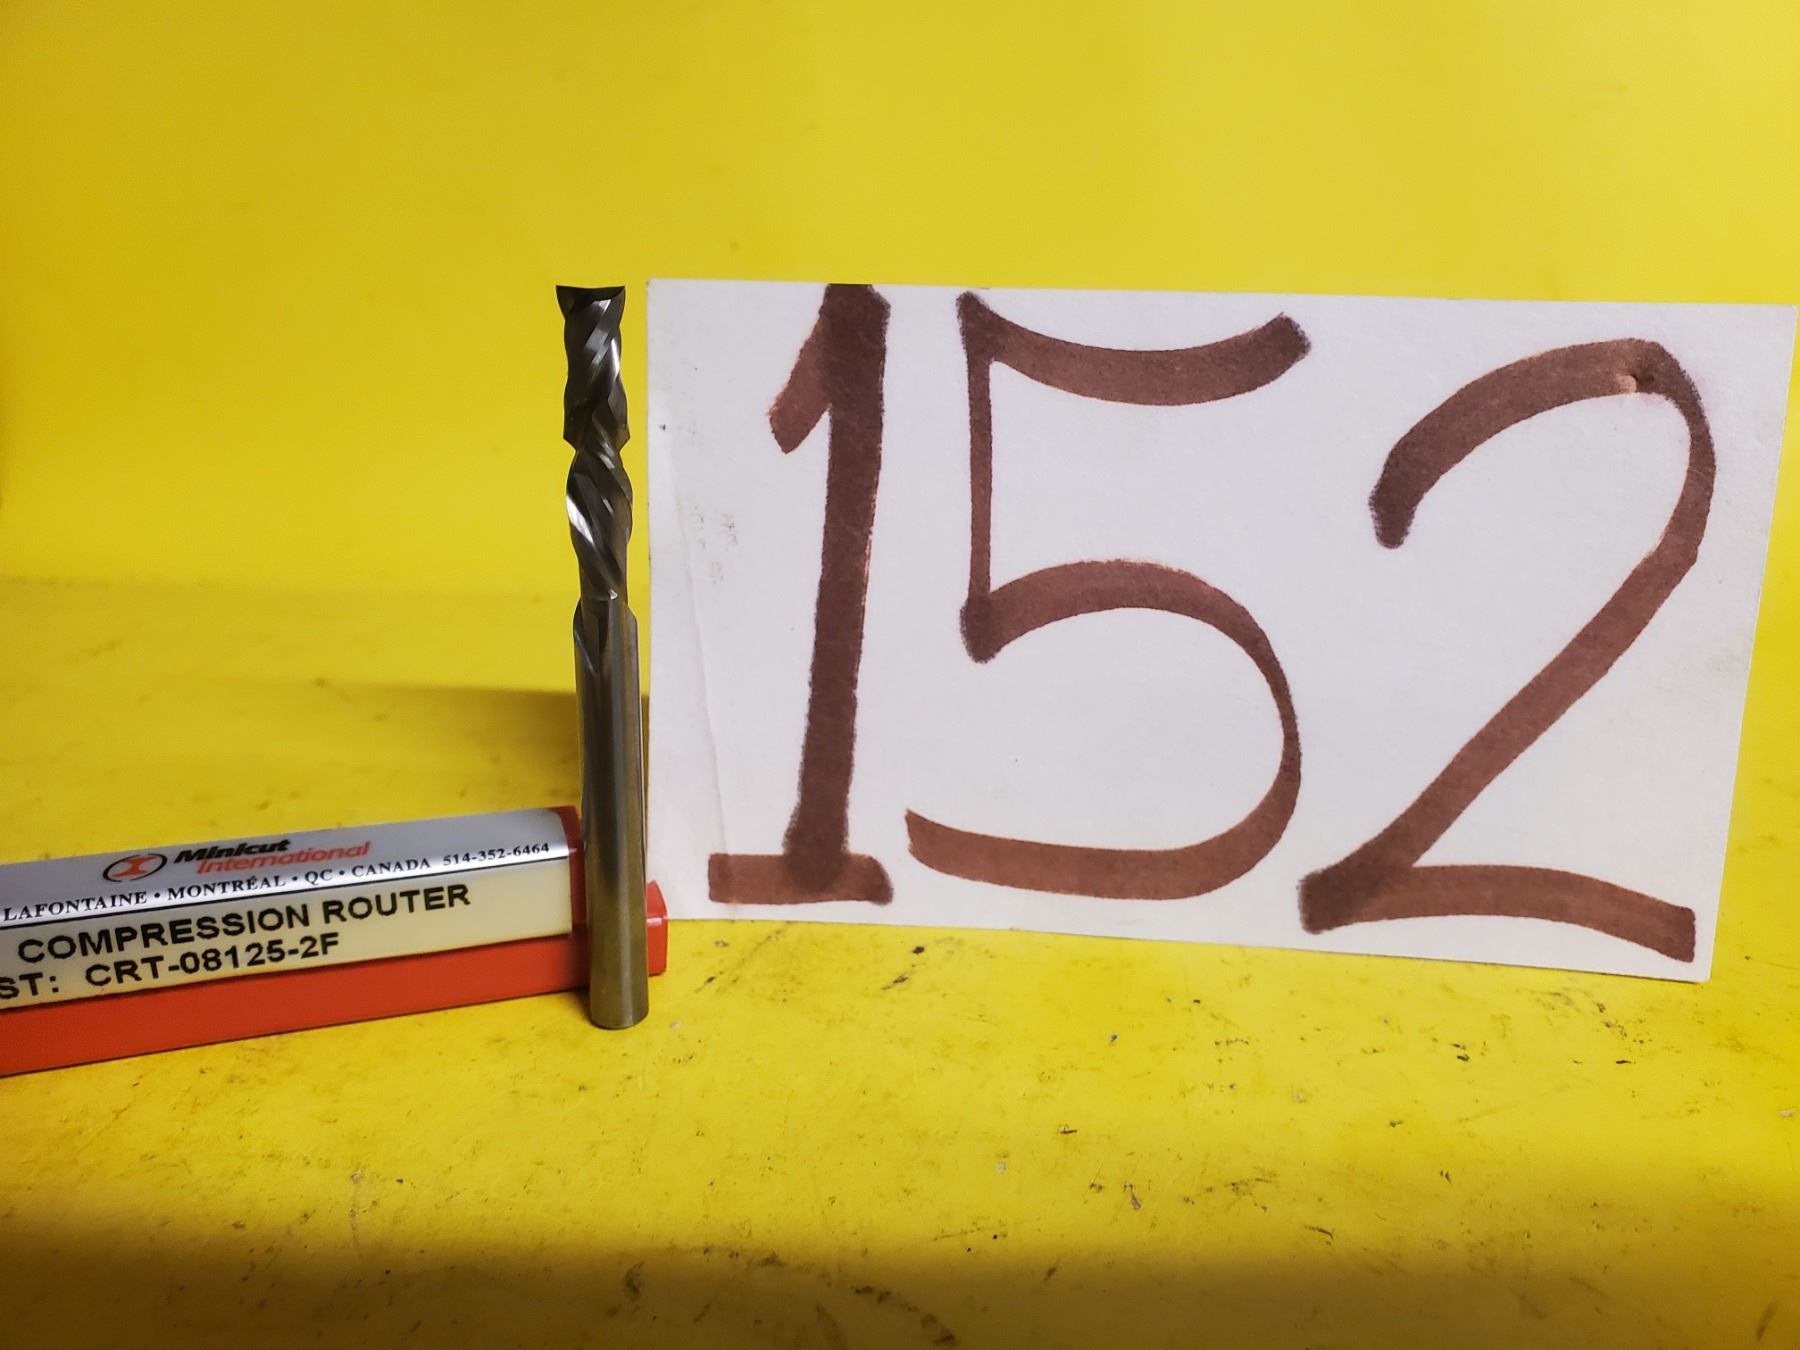 152
Minicut
International
LAFONTAINE • MONTRÉAL • QC • CANADA 514-352-6464
COMPRESSION ROUTER
ST: CRT-08125-2F